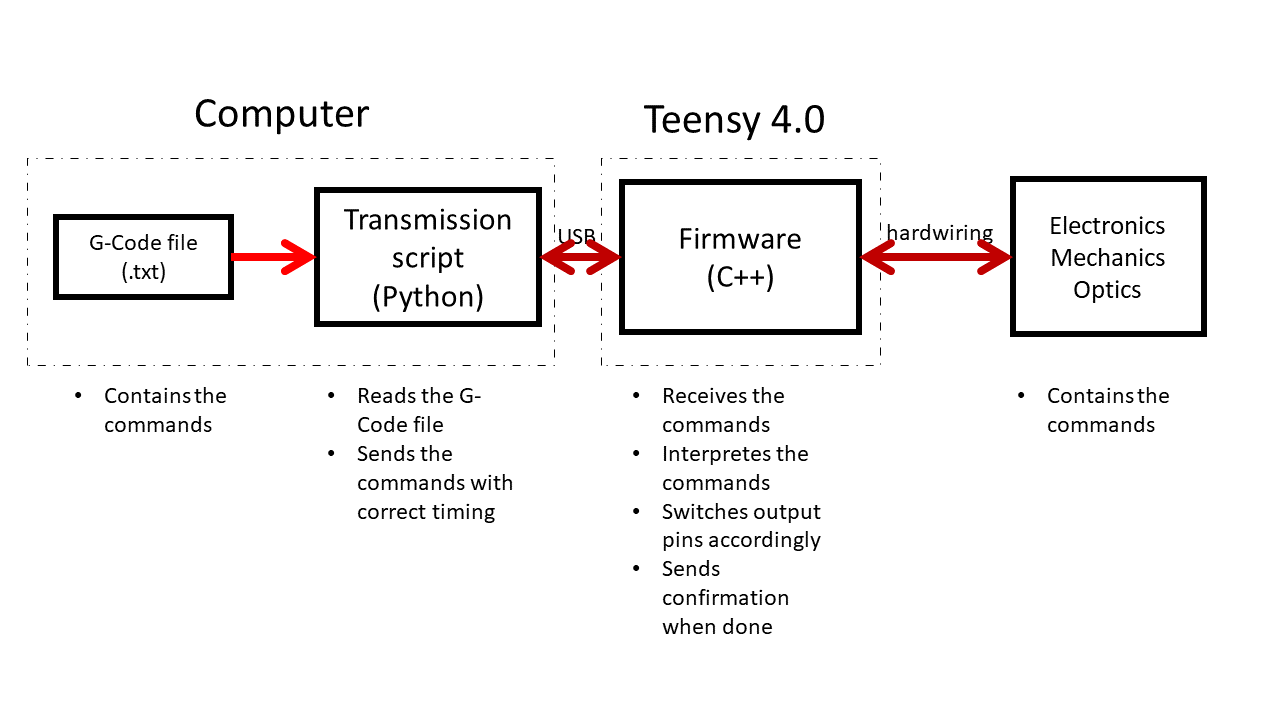 Computer
Teensy 4.0
G-Code file
(.txt)
Transmission
script
(Python)
USB
Firmware
(C++)
hardwiring
Electronics
Mechanics
Optics
• Contains the
commands
• Reads the G-
Code file
• Sends the
commands with
correct timing
• Receives the
commands
• Interpretes the
commands
• Switches output
pins accordingly
• Sends
confirmation
when done
• Contains the
commands